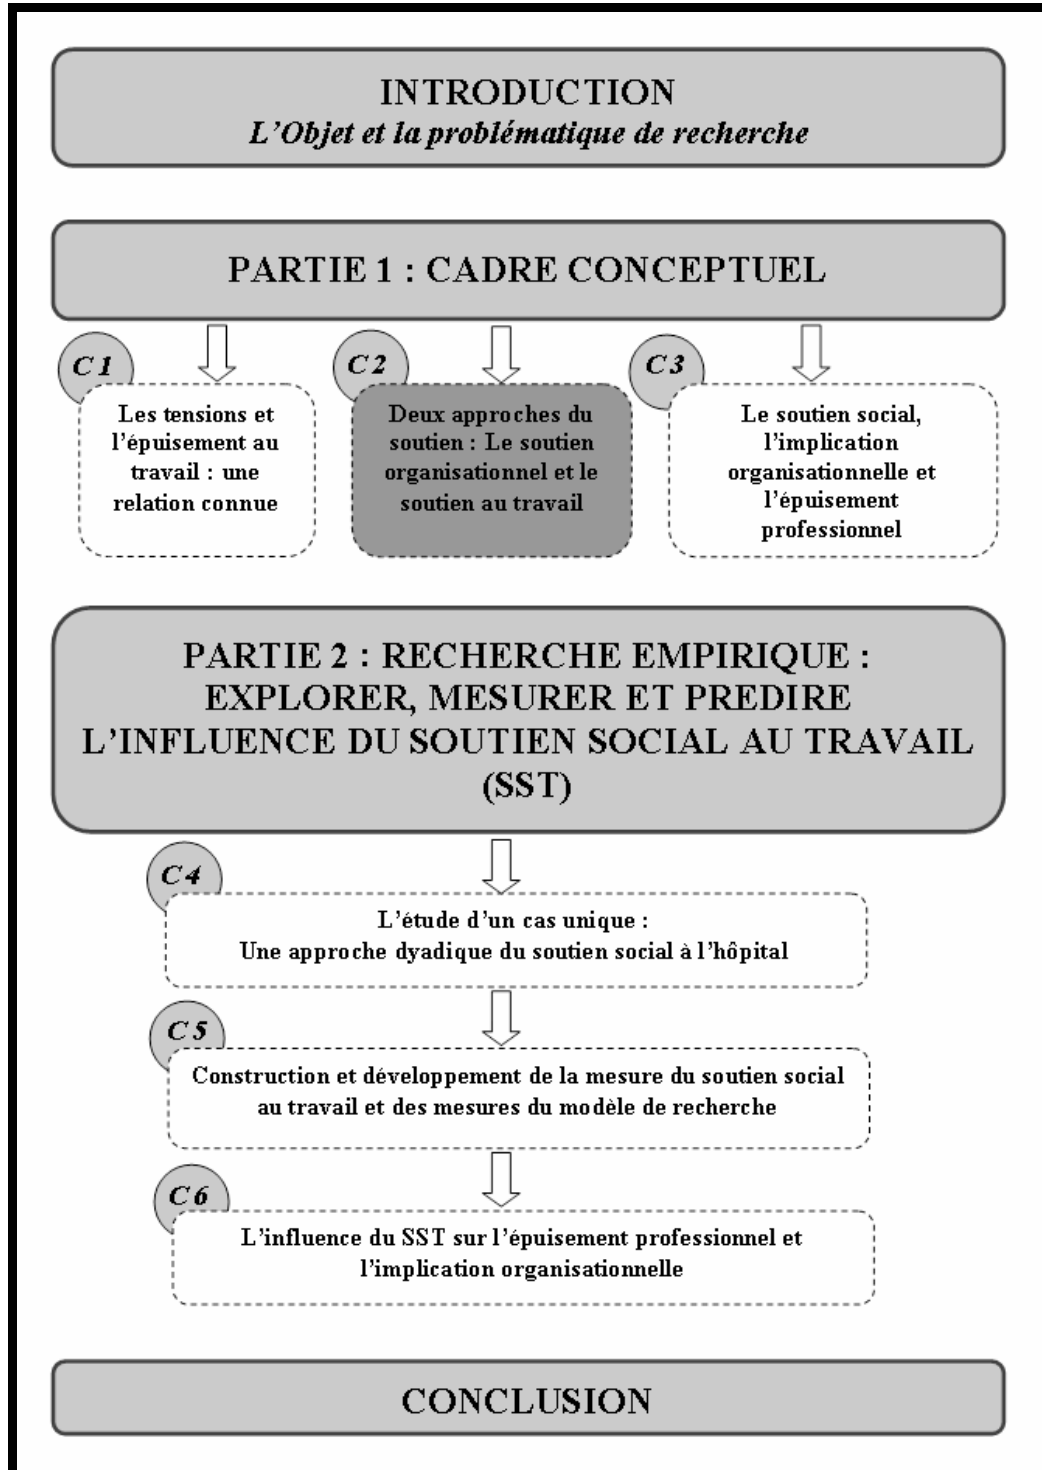 INTRODUCTION
L'Objet et la problématique de recherche
PARTIE 1 : CADRE CONCEPTUEL
C1
Les tensions et
l'épuisement au
travail : une
relation connue
C2
Deux approches du
soutien : Le soutien
organisationnel et le
soutien au travail
C3
Le soutien social,
l'implication
organisationnelle et
l'épuisement
professionnel
PARTIE 2 : RECHERCHE EMPIRIQUE :
EXPLORER, MESURER ET PREDIRE
L'INFLUENCE DU SOUTIEN SOCIAL AU TRAVAIL
(SST)
C4
L'étude d'un cas unique :
Une approche dyadique du soutien social à l'hôpital
C5
Construction et développement de la mesure du soutien social
au travail et des mesures du modèle de recherche
C6
L'influence du SST sur l'épuisement professionnel et
l'implication organisationnelle
CONCLUSION